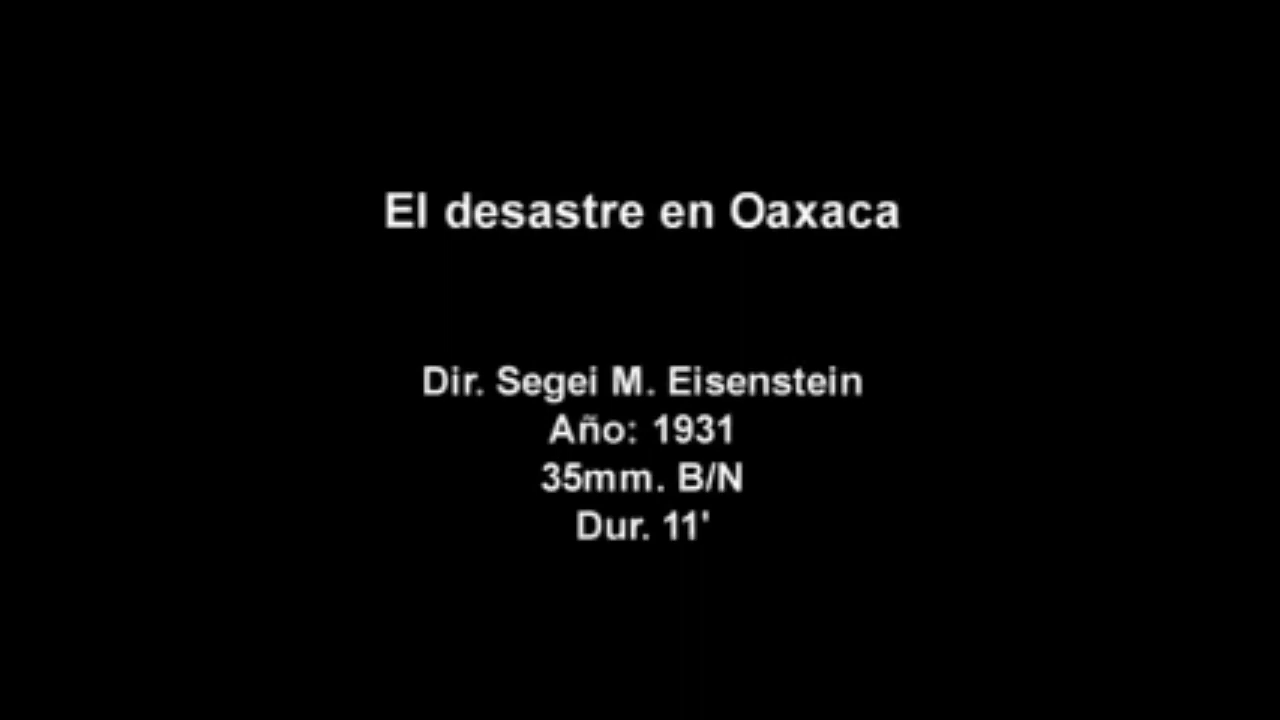 El desastre en Oaxaca
Dir. Segei M. Eisenstein
Año: 1931
35mm. B/N
Dur. 11'